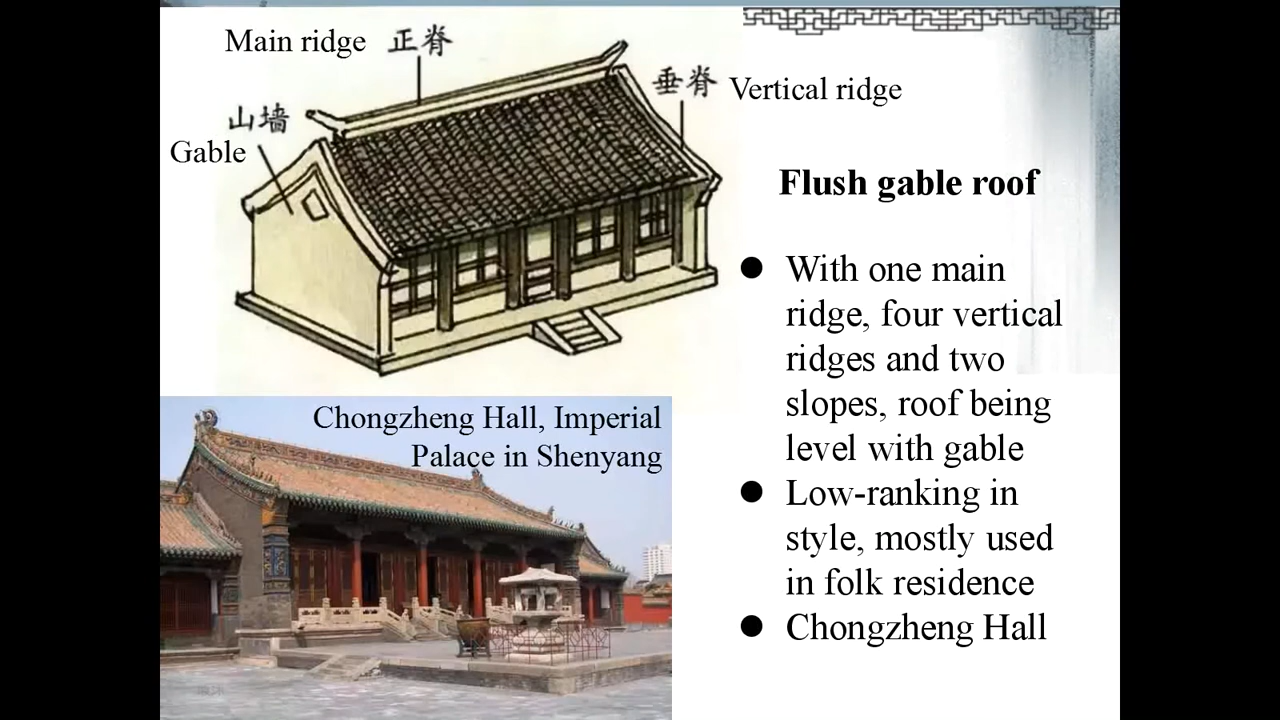 Main ridge 正脊
垂脊 Vertical ridge
山墙
Gable
Flush gable roof
● With one main
ridge, four vertical
ridges and two
slopes, roof being
level with gable
● Low-ranking in
style, mostly used
in folk residence
● Chongzheng Hall
Chongzheng Hall, Imperial
Palace in Shenyang